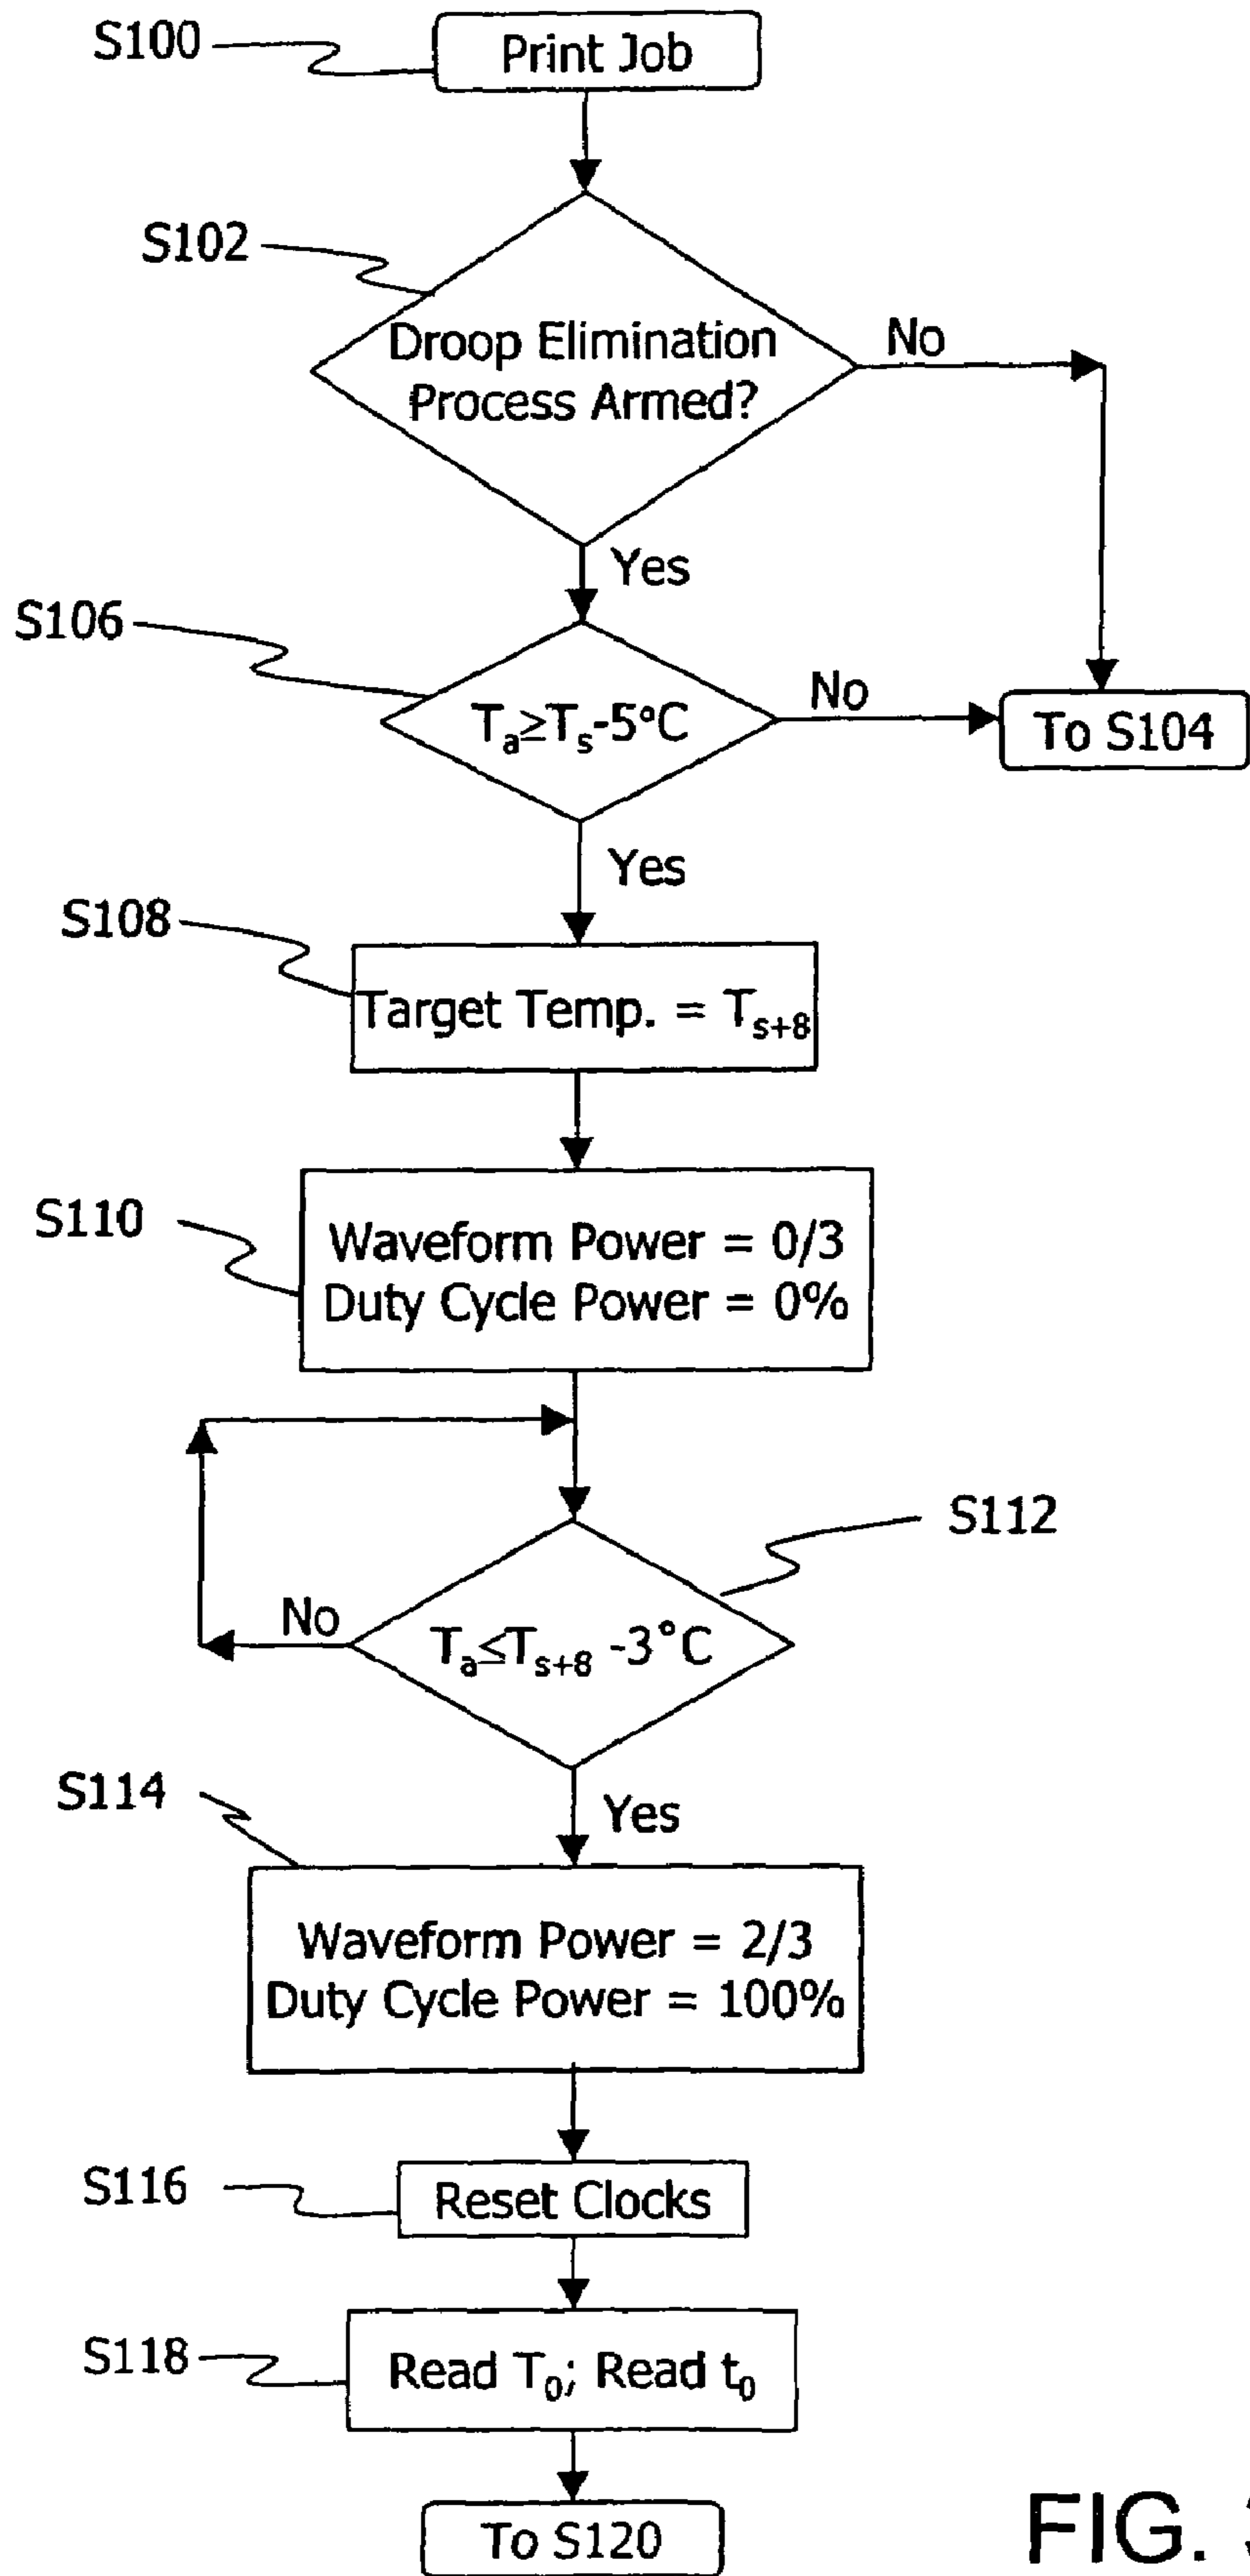 S100
Print Job
S102
Droop Elimination
Process Armed?
No
Yes
S106
Tₐ≥Tₛ-5°C
No
To S104
Yes
S108
Target Temp. = Tₛ₊₈
S110
Waveform Power = 0/3
Duty Cycle Power = 0%
S112
No
Tₐ≤Tₛ₊₈ -3°C
Yes
S114
Waveform Power = 2/3
Duty Cycle Power = 100%
S116
Reset Clocks
S118
Read T₀; Read t₀
To S120
FIG.